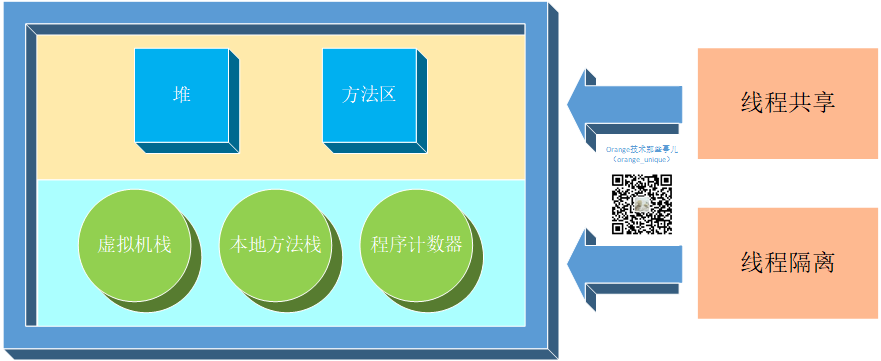 堆
方法区
线程共享
Orange技术那些事儿
（orange_unique）
虚拟机栈
本地方法栈
程序计数器
线程隔离